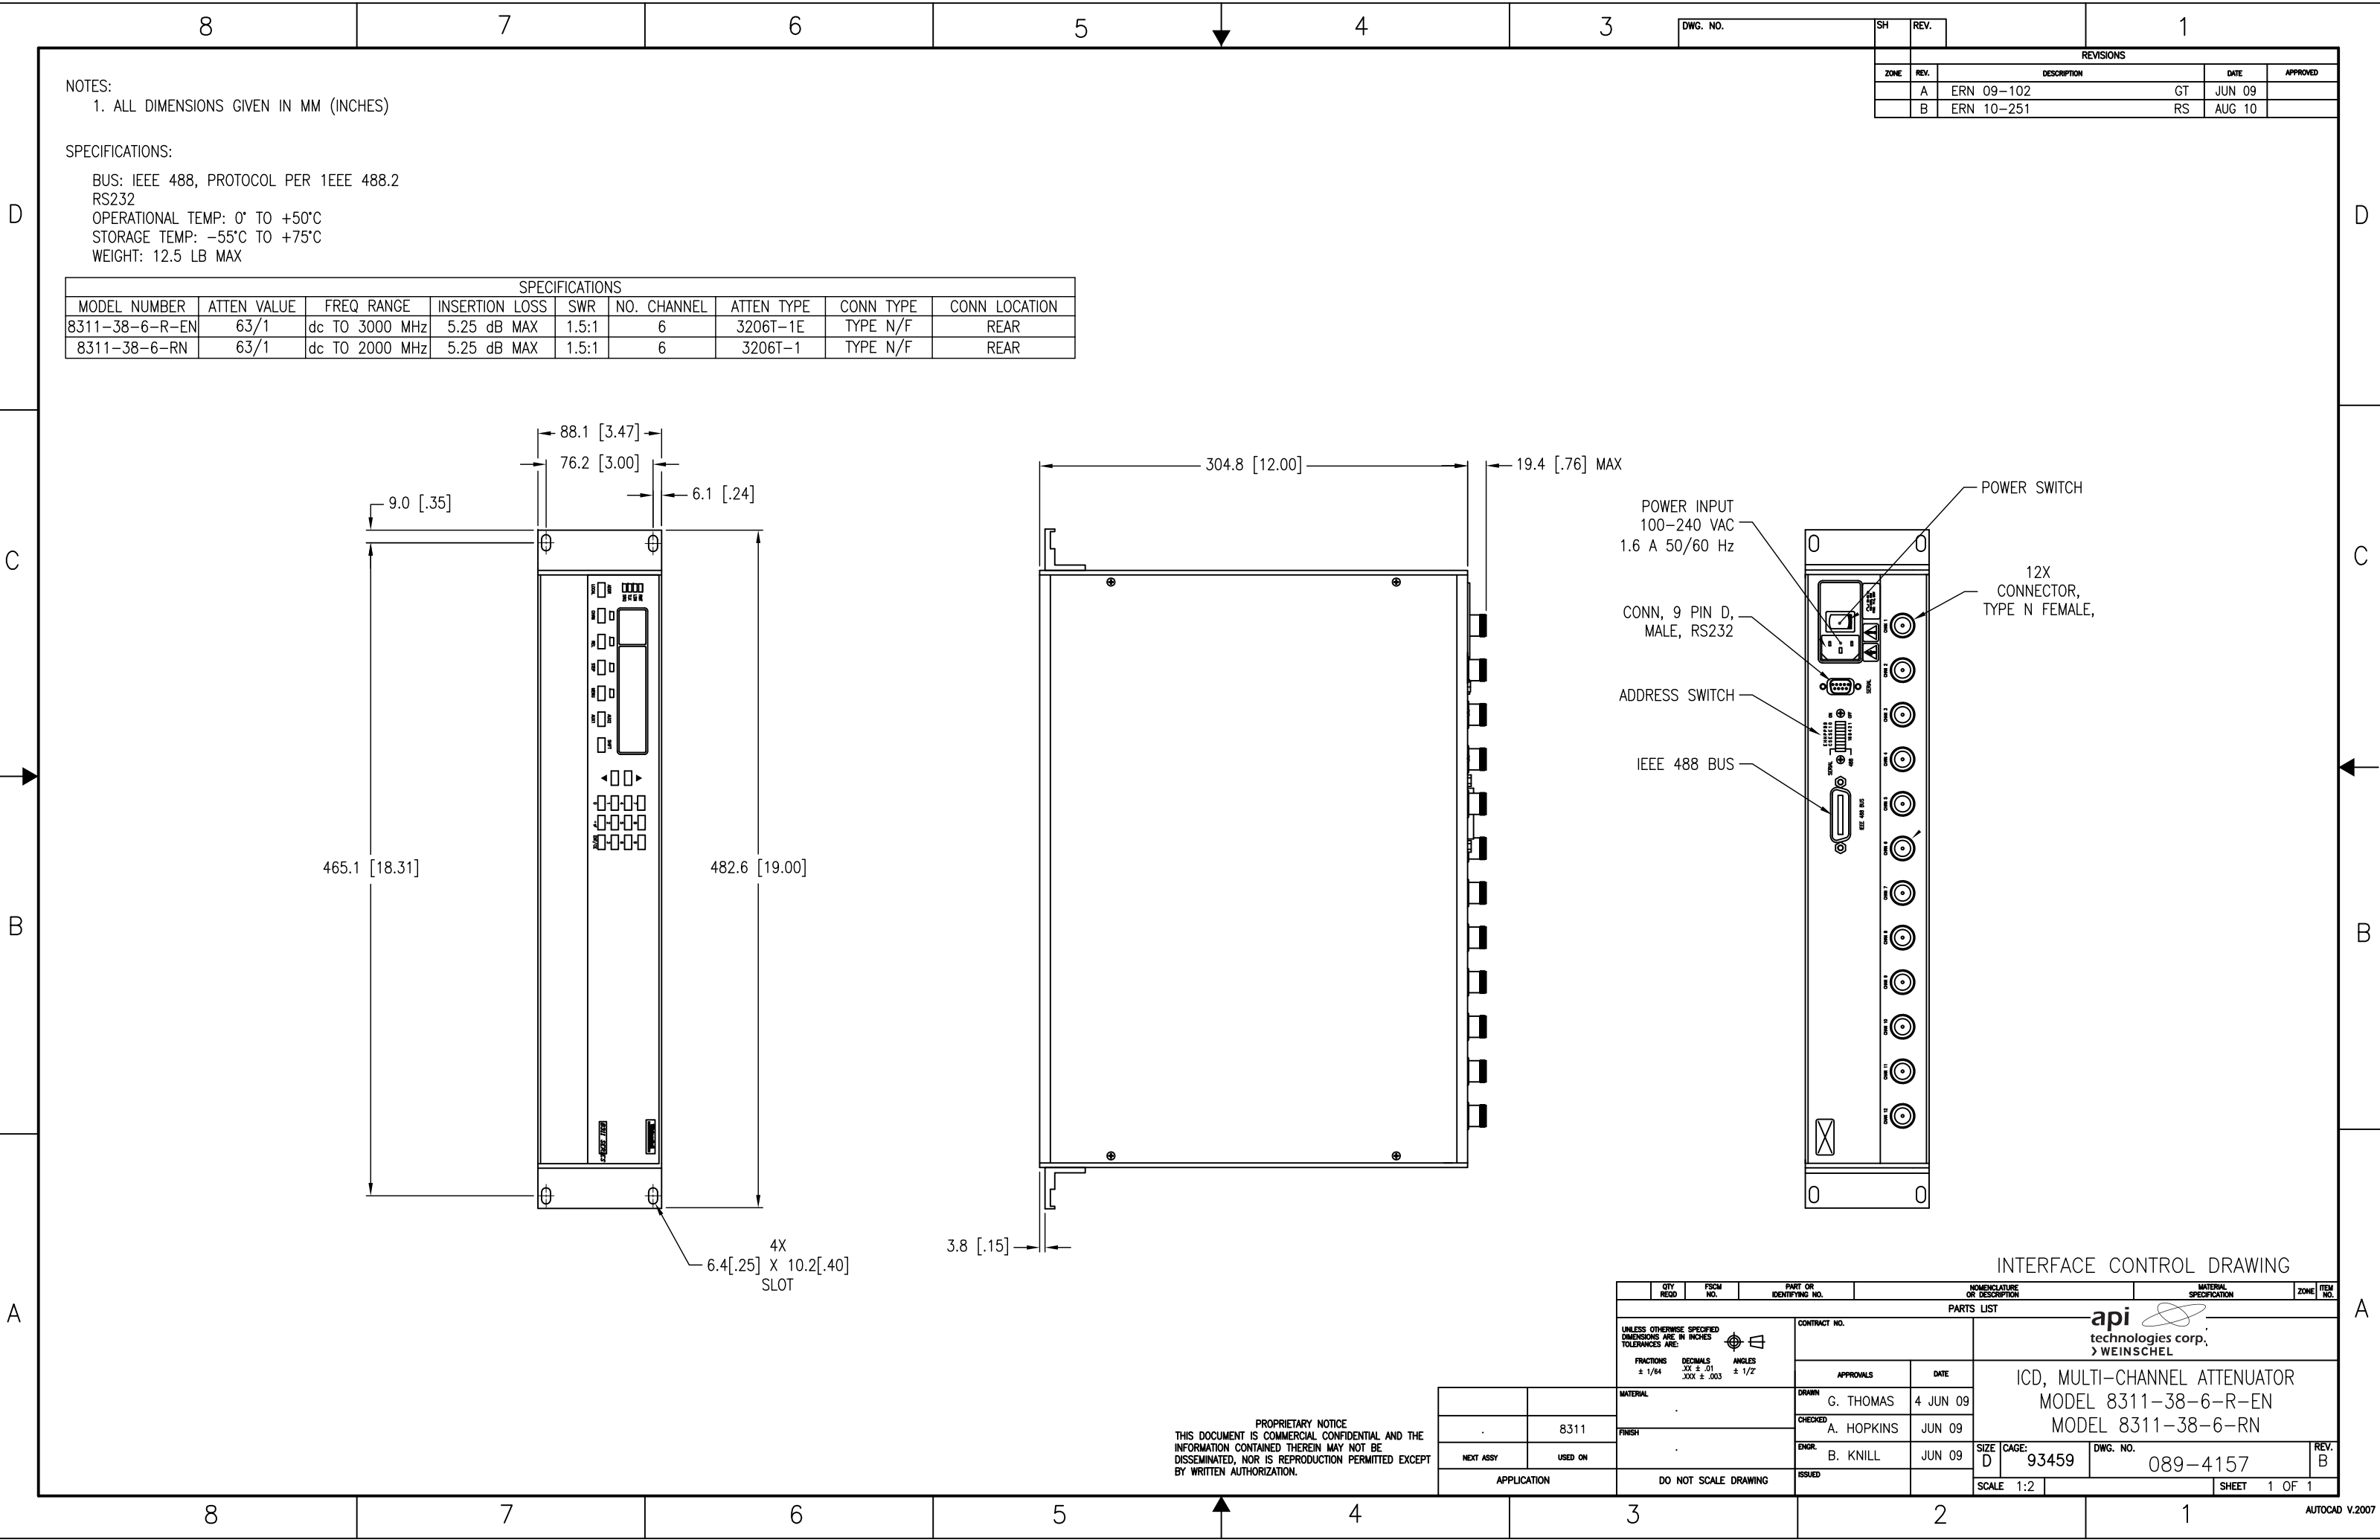 8 7 6 5 4 3 1
DWG. NO. SH REV.
REVISIONS
ZONE REV. DESCRIPTION DATE APPROVED
A ERN 09-102 GT JUN 09
B ERN 10-251 RS AUG 10
NOTES:
1. ALL DIMENSIONS GIVEN IN MM (INCHES)
SPECIFICATIONS:
BUS: IEEE 488, PROTOCOL PER 1EEE 488.2
RS232
OPERATIONAL TEMP: 0° TO +50°C
STORAGE TEMP: -55°C TO +75°C
WEIGHT: 12.5 LB MAX
D D
SPECIFICATIONS
MODEL NUMBER ATTEN VALUE FREQ RANGE INSERTION LOSS SWR NO. CHANNEL ATTEN TYPE CONN TYPE CONN LOCATION
8311-38-6-R-EN 63/1 dc TO 3000 MHz 5.25 dB MAX 1.5:1 6 3206T-1E TYPE N/F REAR
8311-38-6-RN 63/1 dc TO 2000 MHz 5.25 dB MAX 1.5:1 6 3206T-1 TYPE N/F REAR
88.1 [3.47]
76.2 [3.00]
6.1 [.24]
9.0 [.35]
465.1 [18.31]
482.6 [19.00]
4X
6.4[.25] X 10.2[.40]
SLOT
304.8 [12.00]
19.4 [.76] MAX
3.8 [.15]
POWER SWITCH
POWER INPUT
100-240 VAC
1.6 A 50/60 Hz
12X
CONNECTOR,
TYPE N FEMALE,
CONN, 9 PIN D,
MALE, RS232
ADDRESS SWITCH
IEEE 488 BUS
SERIAL
IEEE 488 BUS
C C
B B
A A
INTERFACE CONTROL DRAWING
QTY REQD FSCM NO. PART OR IDENTIFYING NO. NOMENCLATURE OR DESCRIPTION MATERIAL SPECIFICATION ZONE ITEM NO.
PARTS LIST
UNLESS OTHERWISE SPECIFIED
DIMENSIONS ARE IN INCHES
TOLERANCES ARE:
FRACTIONS DECIMALS ANGLES
± 1/64 .XX ± .01 ± 1/2°
.XXX ± .003
CONTRACT NO.
api
technologies corp.
WEINSCHEL
APPROVALS DATE
DRAWN G. THOMAS 4 JUN 09
CHECKED A. HOPKINS JUN 09
ENGR. B. KNILL JUN 09
ISSUED
MATERIAL
FINISH
DO NOT SCALE DRAWING
8311
NEXT ASSY USED ON
APPLICATION
ICD, MULTI-CHANNEL ATTENUATOR
MODEL 8311-38-6-R-EN
MODEL 8311-38-6-RN
SIZE D CAGE: 93459 DWG. NO. 089-4157 REV. B
SCALE 1:2 SHEET 1 OF 1
PROPRIETARY NOTICE
THIS DOCUMENT IS COMMERCIAL CONFIDENTIAL AND THE
INFORMATION CONTAINED THEREIN MAY NOT BE
DISSEMINATED, NOR IS REPRODUCTION PERMITTED EXCEPT
BY WRITTEN AUTHORIZATION.
8 7 6 5 4 3 2 1
AUTOCAD V.2007